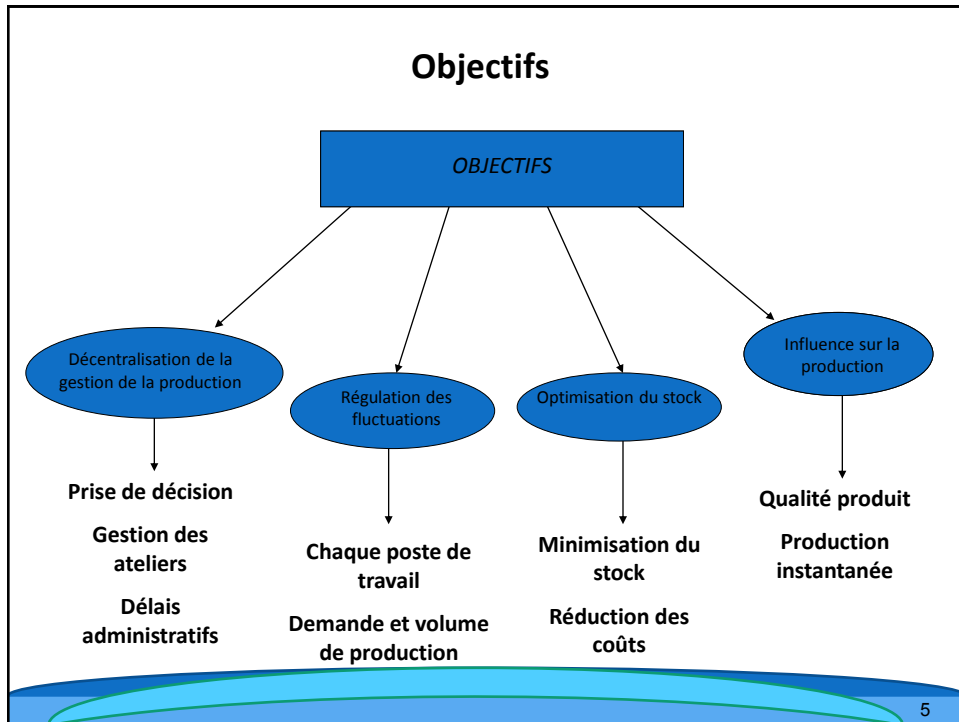 Objectifs
OBJECTIFS
Décentralisation de la
gestion de la production
Prise de décision
Gestion des
ateliers
Délais
administratifs
Régulation des
fluctuations
Chaque poste de
travail
Demande et volume
de production
Optimisation du stock
Minimisation du
stock
Réduction des
coûts
Influence sur la
production
Qualité produit
Production
instantanée
5